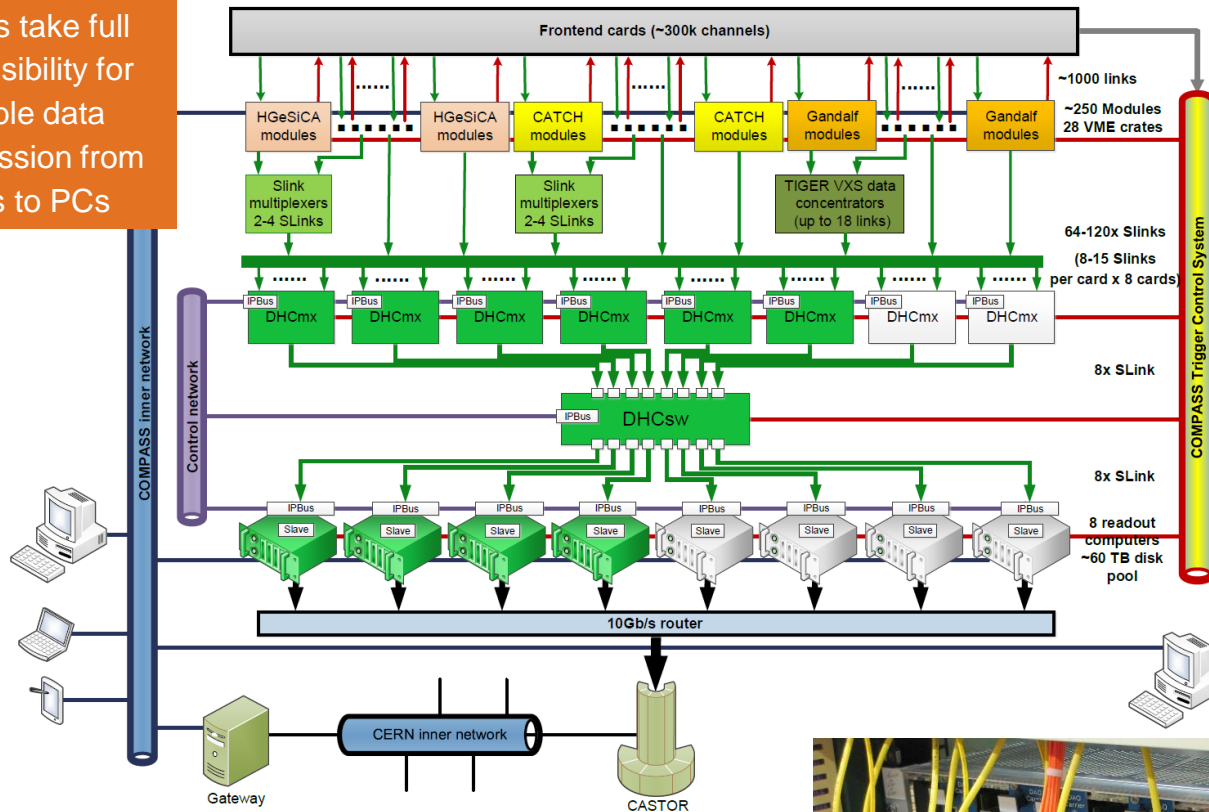 s take full
sibility for
ble data
ssion from
s to PCs
Frontend cards (~300k channels)
~1000 links
~250 Modules
28 VME crates
HGeSiCA
modules
......
HGeSiCA
modules
CATCH
modules
......
CATCH
modules
Gandalf
modules
......
Gandalf
modules
Slink
multiplexers
2-4 SLinks
Slink
multiplexers
2-4 SLinks
TIGER VXS data
concentrators
(up to 18 links)
64-120x Slinks
(8-15 Slinks
per card x 8 cards)
......
......
......
......
......
......
......
......
IPBus
DHCmx
IPBus
DHCmx
IPBus
DHCmx
IPBus
DHCmx
IPBus
DHCmx
IPBus
DHCmx
IPBus
DHCmx
IPBus
DHCmx
8x SLink
IPBus
DHCsw
8x SLink
IPBus
Slave
IPBus
Slave
IPBus
Slave
IPBus
Slave
IPBus
Slave
IPBus
Slave
IPBus
Slave
IPBus
Slave
8 readout
computers
~60 TB disk
pool
COMPASS inner network
Control network
COMPASS Trigger Control System
10Gb/s router
CERN inner network
Gateway
CASTOR